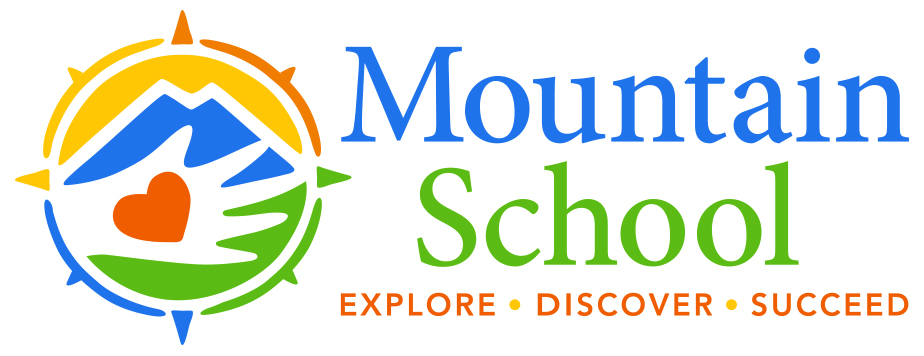 Mountain
School
EXPLORE • DISCOVER • SUCCEED